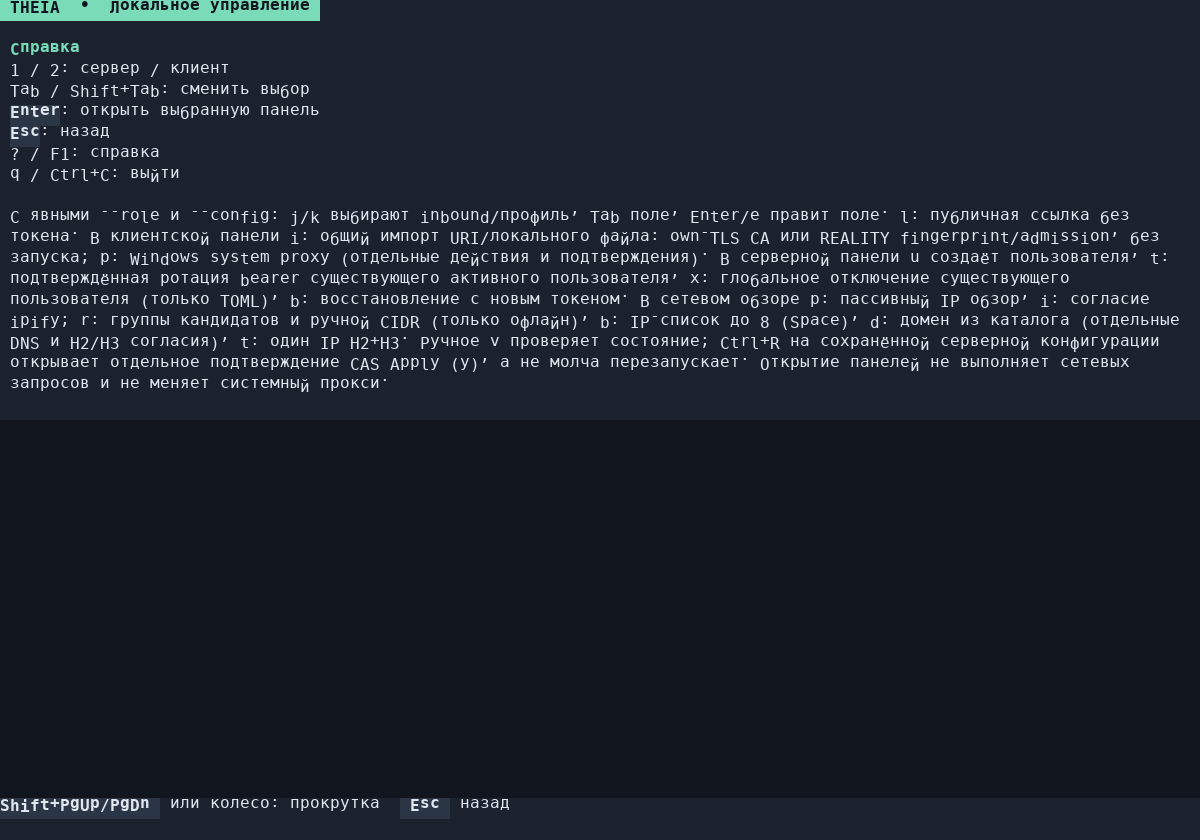 THEIA • Локальное управление
Справка
1 / 2: сервер / клиент
Tab / Shift+Tab: сменить выбор
Enter: открыть выбранную панель
Esc: назад
? / F1: справка
q / Ctrl+C: выйти
С явными --role и --config: j/k выбирают inbound/профиль, Tab поле, Enter/e правит поле. l: публичная ссылка без
токена. В клиентской панели i: общий импорт URI/локального файла: own-TLS CA или REALITY fingerprint/admission, без
запуска; p: Windows system proxy (отдельные действия и подтверждения). В серверной панели u создаёт пользователя, t:
подтверждённая ротация bearer существующего активного пользователя, x: глобальное отключение существующего
пользователя (только TOML), b: восстановление с новым токеном. В сетевом обзоре p: пассивный IP обзор, i: согласие
ipify; r: группы кандидатов и ручной CIDR (только офлайн), b: IP-список до 8 (Space), d: домен из каталога (отдельные
DNS и H2/H3 согласия), t: один IP H2+H3. Ручное v проверяет состояние; Ctrl+R на сохранённой серверной конфигурации
открывает отдельное подтверждение CAS Apply (y), а не молча перезапускает. Открытие панелей не выполняет сетевых
запросов и не меняет системный прокси.
Shift+PgUp/PgDn или колесо: прокрутка Esc назад